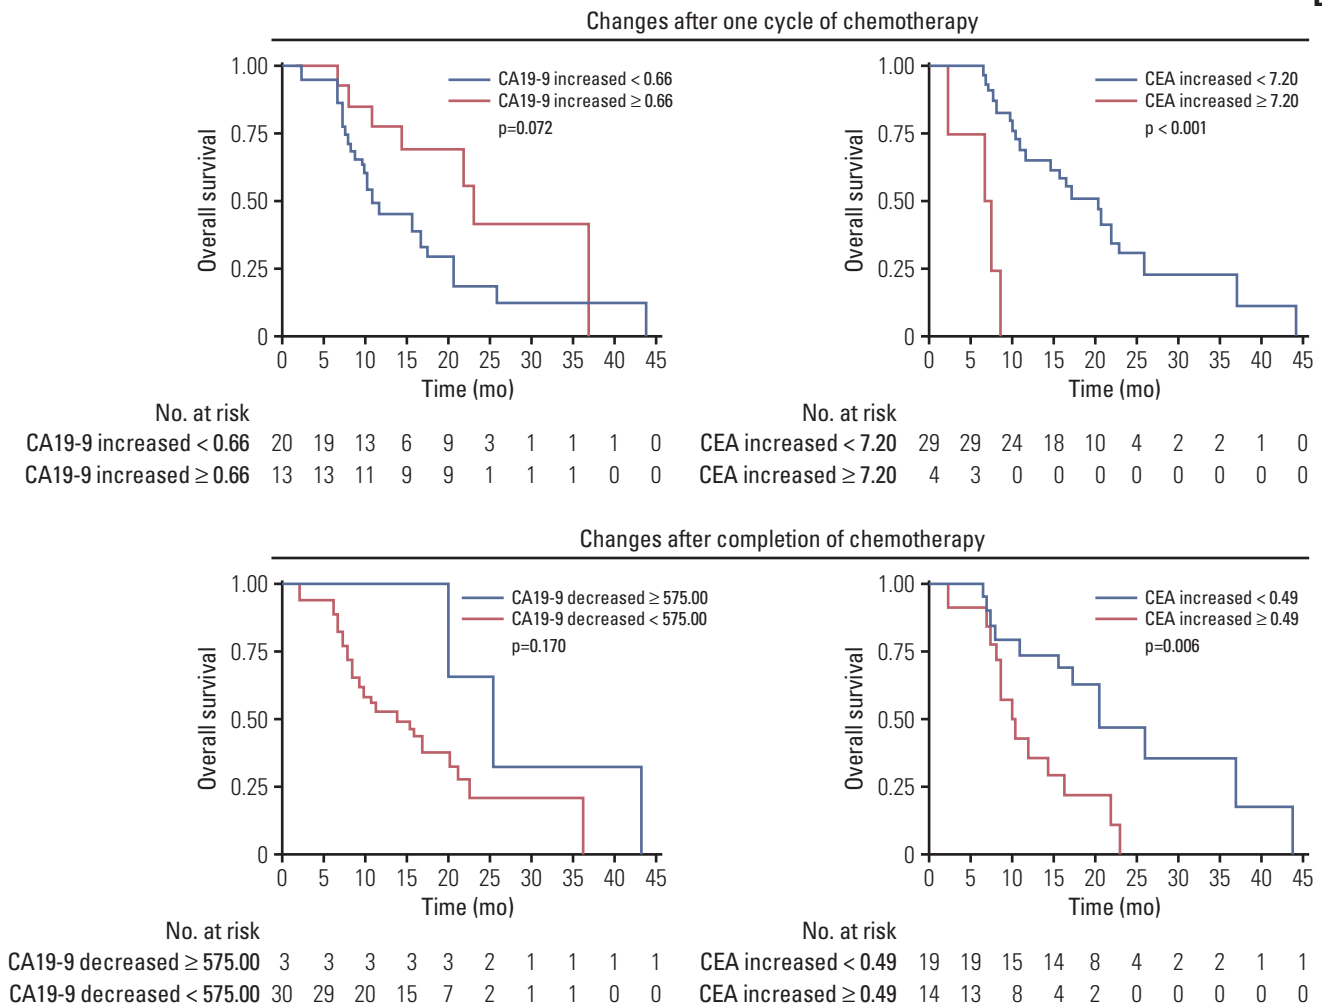 Changes after one cycle of chemotherapy
1.00
0.75
0.50
0.25
0
Overall survival
CA19-9 increased < 0.66
CA19-9 increased ≥ 0.66
p=0.072
0 5 10 15 20 25 30 35 40 45
Time (mo)
No. at risk
CA19-9 increased < 0.66 20 19 13 6 9 3 1 1 1 0
CA19-9 increased ≥ 0.66 13 13 11 9 9 1 1 1 0 0
1.00
0.75
0.50
0.25
0
Overall survival
CEA increased < 7.20
CEA increased ≥ 7.20
p < 0.001
0 5 10 15 20 25 30 35 40 45
Time (mo)
No. at risk
CEA increased < 7.20 29 29 24 18 10 4 2 2 1 0
CEA increased ≥ 7.20 4 3 0 0 0 0 0 0 0 0
Changes after completion of chemotherapy
1.00
0.75
0.50
0.25
0
Overall survival
CA19-9 decreased ≥ 575.00
CA19-9 decreased < 575.00
p=0.170
0 5 10 15 20 25 30 35 40 45
Time (mo)
No. at risk
CA19-9 decreased ≥ 575.00 3 3 3 3 3 2 1 1 1 1
CA19-9 decreased < 575.00 30 29 20 15 7 2 1 1 0 0
1.00
0.75
0.50
0.25
0
Overall survival
CEA increased < 0.49
CEA increased ≥ 0.49
p=0.006
0 5 10 15 20 25 30 35 40 45
Time (mo)
No. at risk
CEA increased < 0.49 19 19 15 14 8 4 2 2 1 1
CEA increased ≥ 0.49 14 13 8 4 2 0 0 0 0 0